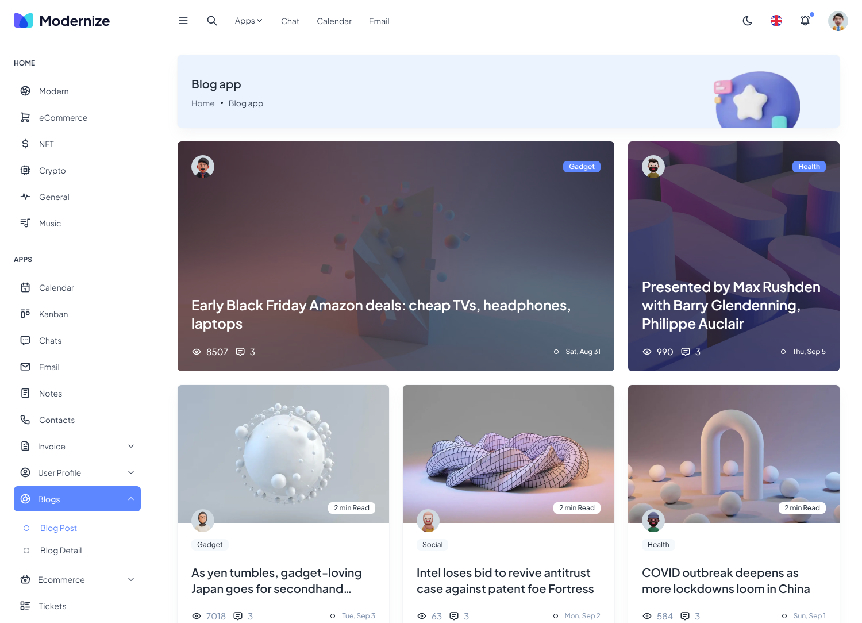 Modernize
Apps
Chat
Calendar
Email
HOME
Modern
eCommerce
NFT
Crypto
General
Music
APPS
Calendar
Kanban
Chats
Email
Notes
Contacts
Invoice
User Profile
Blogs
Blog Post
Blog Detail
Ecommerce
Tickets
Blog app
Home • Blog app
Gadget
Early Black Friday Amazon deals: cheap TVs, headphones,
laptops
8507 3 Sat, Aug 31
Health
Presented by Max Rushden
with Barry Glendenning,
Philippe Auclair
990 3 Thu, Sep 5
2 min Read
Gadget
As yen tumbles, gadget-loving
Japan goes for secondhand...
7018 3 Tue, Sep 3
2 min Read
Social
Intel loses bid to revive antitrust
case against patent foe Fortress
63 3 Mon, Sep 2
2 min Read
Health
COVID outbreak deepens as
more lockdowns loom in China
584 3 Sun, Sep 1